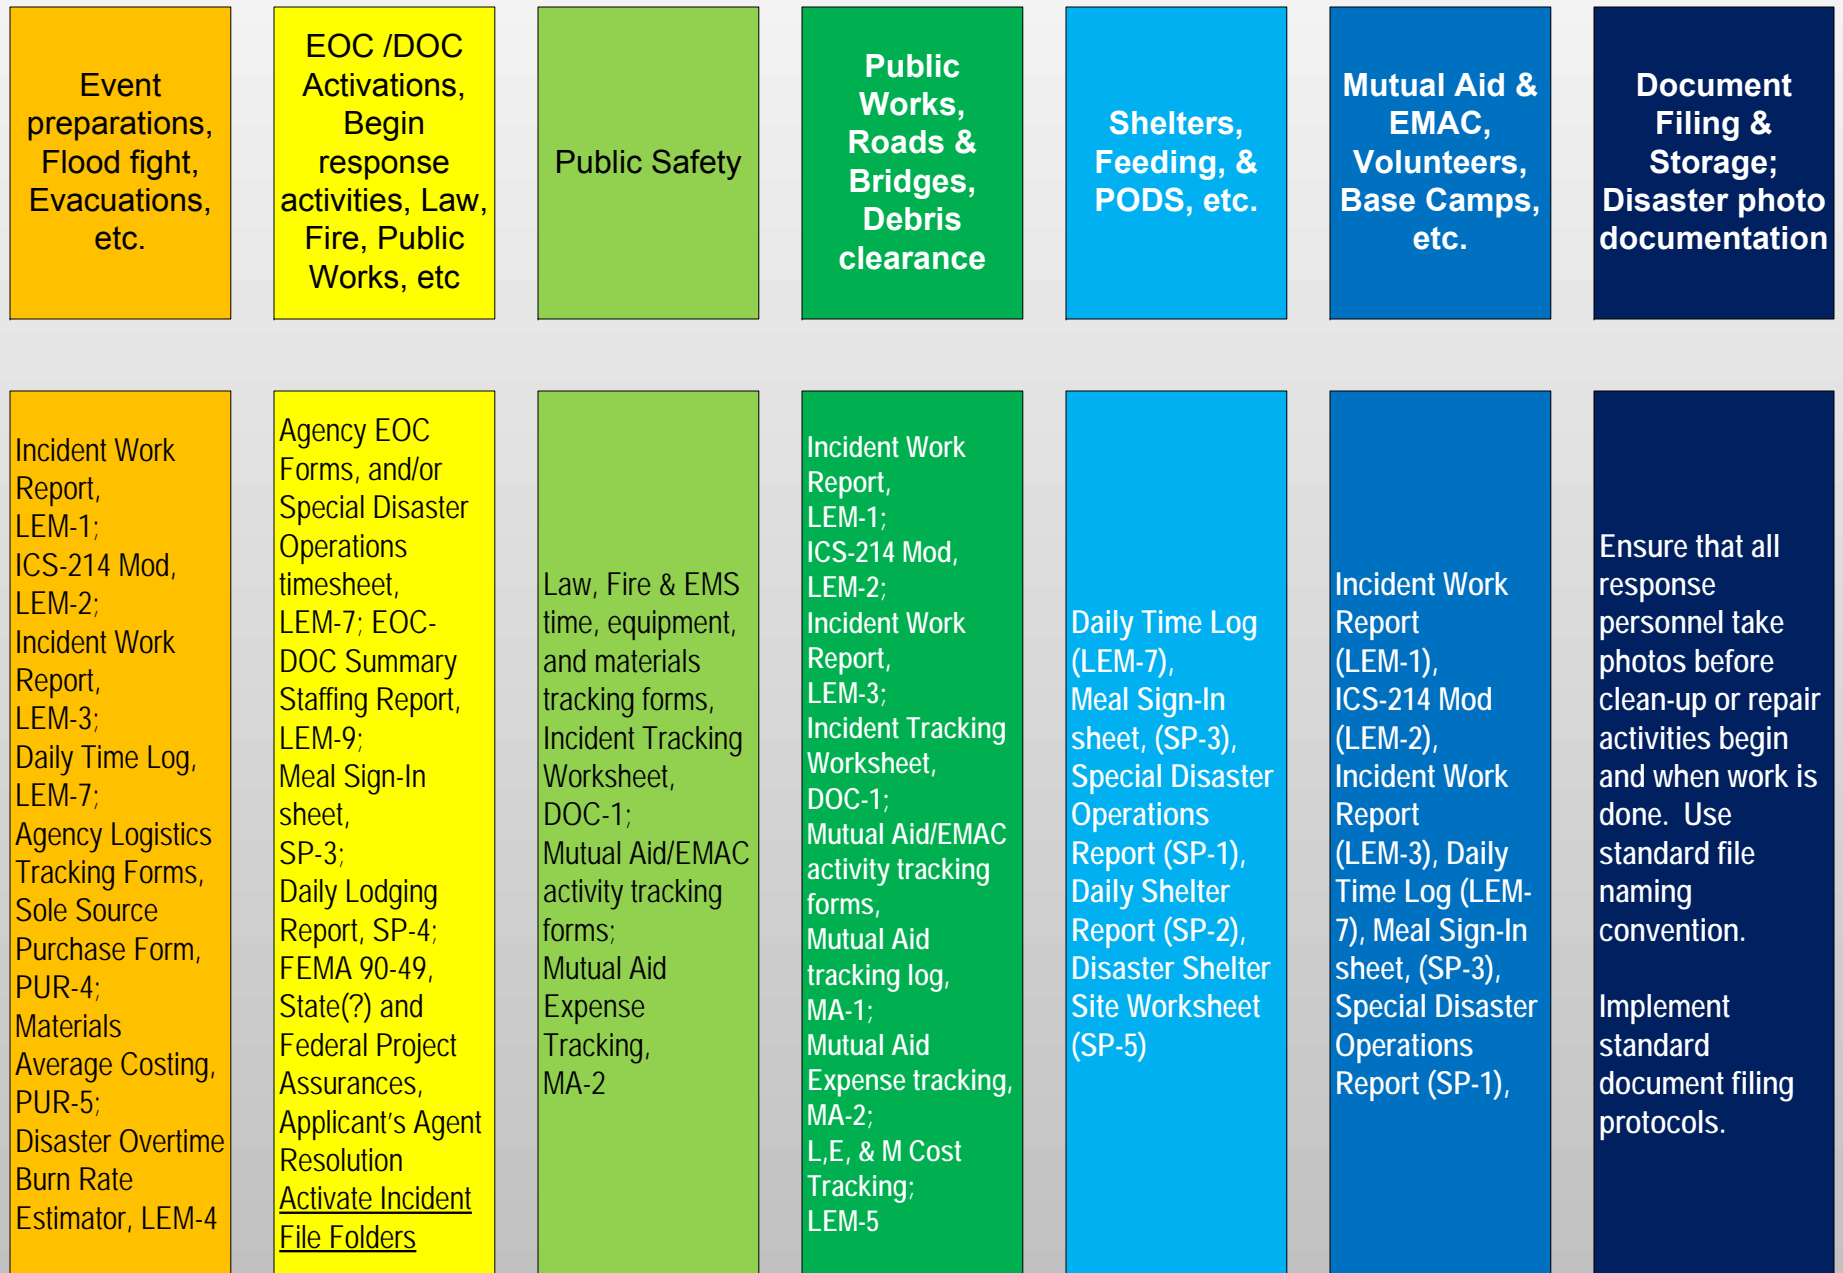 Event
preparations,
Flood fight,
Evacuations,
etc.
EOC /DOC
Activations,
Begin
response
activities, Law,
Fire, Public
Works, etc
Public Safety
Public
Works,
Roads &
Bridges,
Debris
clearance
Shelters,
Feeding, &
PODS, etc.
Mutual Aid &
EMAC,
Volunteers,
Base Camps,
etc.
Document
Filing &
Storage;
Disaster photo
documentation
Incident Work
Report,
LEM-1;
ICS-214 Mod,
LEM-2;
Incident Work
Report,
LEM-3;
Daily Time Log,
LEM-7;
Agency Logistics
Tracking Forms,
Sole Source
Purchase Form,
PUR-4;
Materials
Average Costing,
PUR-5;
Disaster Overtime
Burn Rate
Estimator, LEM-4
Agency EOC
Forms, and/or
Special Disaster
Operations
timesheet,
LEM-7; EOC-
DOC Summary
Staffing Report,
LEM-9;
Meal Sign-In
sheet,
SP-3;
Daily Lodging
Report, SP-4;
FEMA 90-49,
State(?) and
Federal Project
Assurances,
Applicant’s Agent
Resolution
Activate Incident
File Folders
Law, Fire & EMS
time, equipment,
and materials
tracking forms,
Incident Tracking
Worksheet,
DOC-1;
Mutual Aid/EMAC
activity tracking
forms;
Mutual Aid
Expense
Tracking,
MA-2
Incident Work
Report,
LEM-1;
ICS-214 Mod,
LEM-2;
Incident Work
Report,
LEM-3;
Incident Tracking
Worksheet,
DOC-1;
Mutual Aid/EMAC
activity tracking
forms,
Mutual Aid
tracking log,
MA-1;
Mutual Aid
Expense tracking,
MA-2;
L,E, & M Cost
Tracking;
LEM-5
Daily Time Log
(LEM-7),
Meal Sign-In
sheet, (SP-3),
Special Disaster
Operations
Report (SP-1),
Daily Shelter
Report (SP-2),
Disaster Shelter
Site Worksheet
(SP-5)
Incident Work
Report
(LEM-1),
ICS-214 Mod
(LEM-2),
Incident Work
Report
(LEM-3), Daily
Time Log (LEM-
7), Meal Sign-In
sheet, (SP-3),
Special Disaster
Operations
Report (SP-1),
Ensure that all
response
personnel take
photos before
clean-up or repair
activities begin
and when work is
done. Use
standard file
naming
convention.
Implement
standard
document filing
protocols.